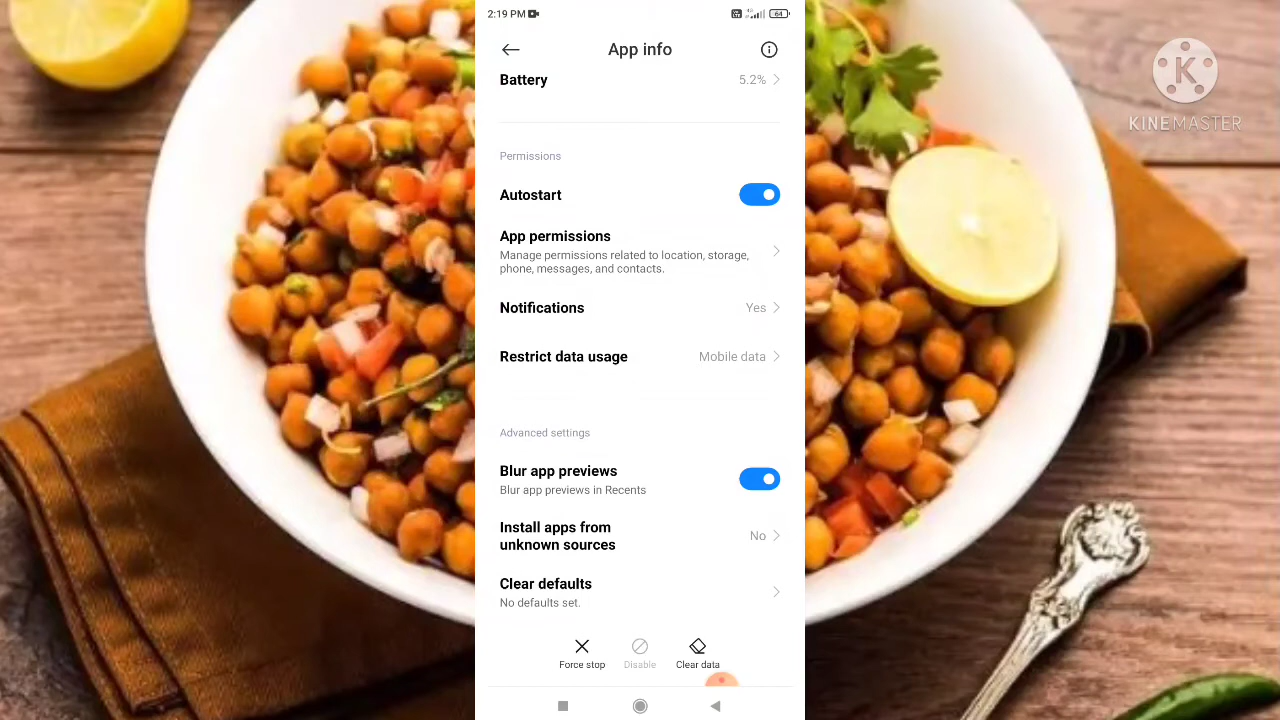 2:19 PM
4G
64
App info
Battery
5.2%
Permissions
Autostart
App permissions
Manage permissions related to location, storage,
phone, messages, and contacts.
Notifications
Yes
Restrict data usage
Mobile data
Advanced settings
Blur app previews
Blur app previews in Recents
Install apps from
unknown sources
No
Clear defaults
No defaults set.
Force stop
Disable
Clear data
K
KINEMASTER